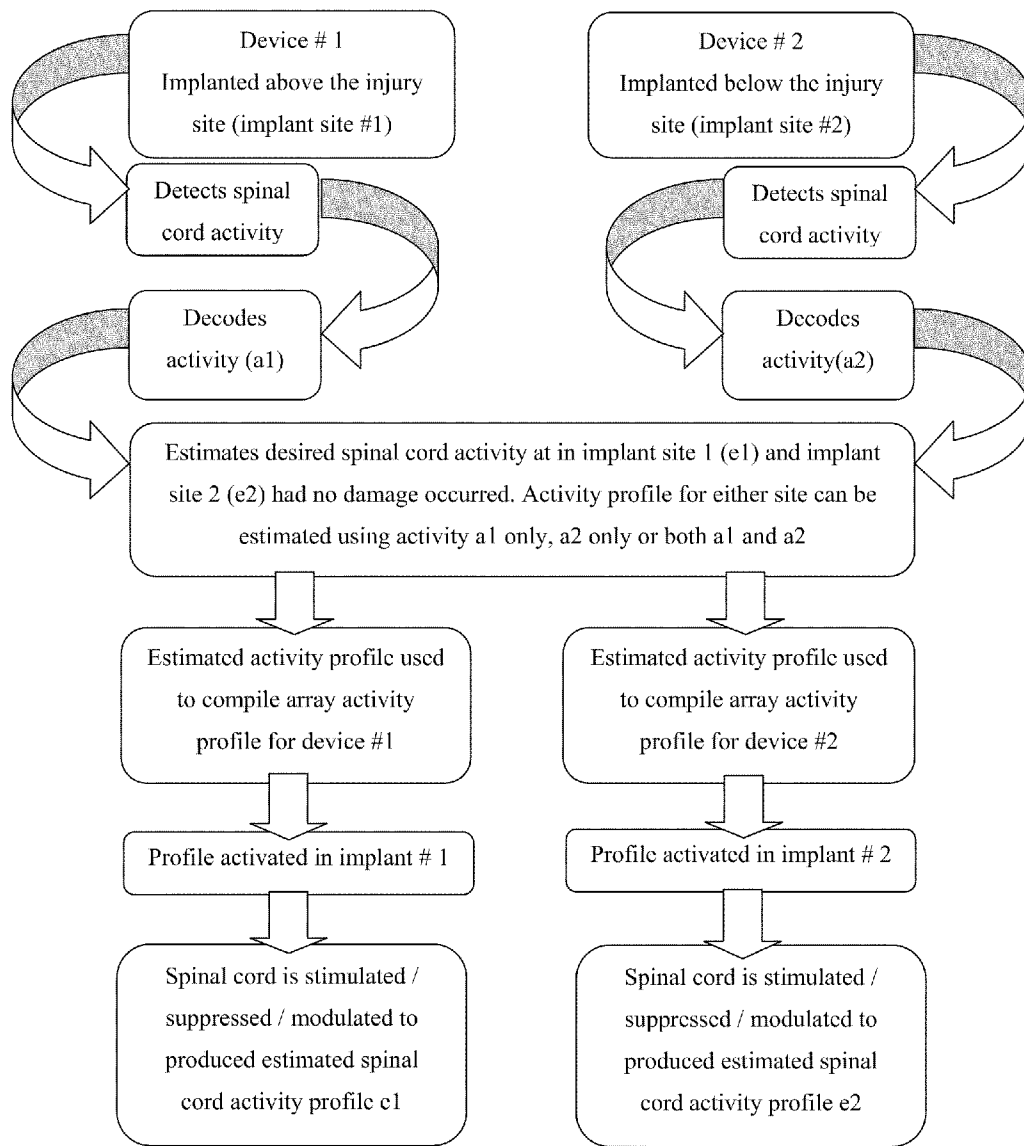 Device # 1
Implanted above the injury
site (implant site #1)
Device # 2
Implanted below the injury
site (implant site #2)
Detects spinal
cord activity
Detects spinal
cord activity
Decodes
activity (a1)
Decodes
activity(a2)
Estimates desired spinal cord activity at in implant site 1 (e1) and implant
site 2 (e2) had no damage occurred. Activity profile for either site can be
estimated using activity a1 only, a2 only or both a1 and a2
Estimated activity profile used
to compile array activity
profile for device #1
Estimated activity profile used
to compile array activity
profile for device #2
Profile activated in implant # 1
Profile activated in implant # 2
Spinal cord is stimulated /
suppressed / modulated to
produced estimated spinal
cord activity profile e1
Spinal cord is stimulated /
suppressed / modulated to
produced estimated spinal
cord activity profile e2